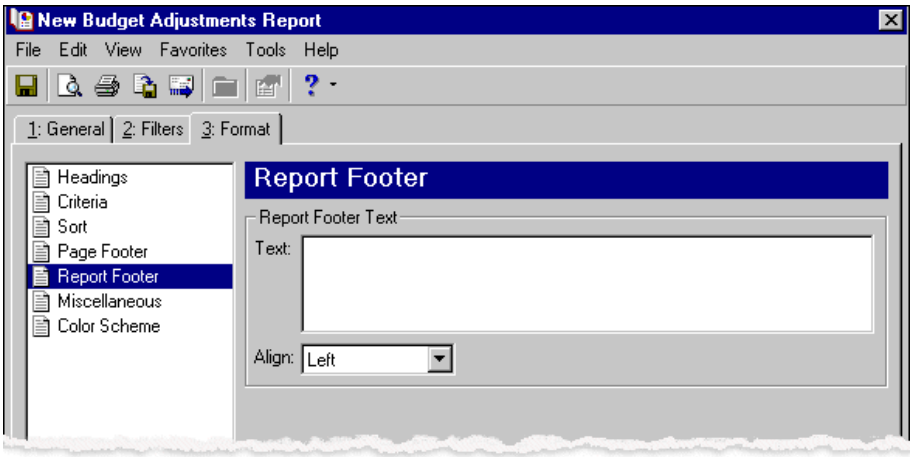 New Budget Adjustments Report
File Edit View Favorites Tools Help
?
1: General 2: Filters 3: Format
Headings
Criteria
Sort
Page Footer
Report Footer
Miscellaneous
Color Scheme
Report Footer
Report Footer Text
Text:
Align: Left